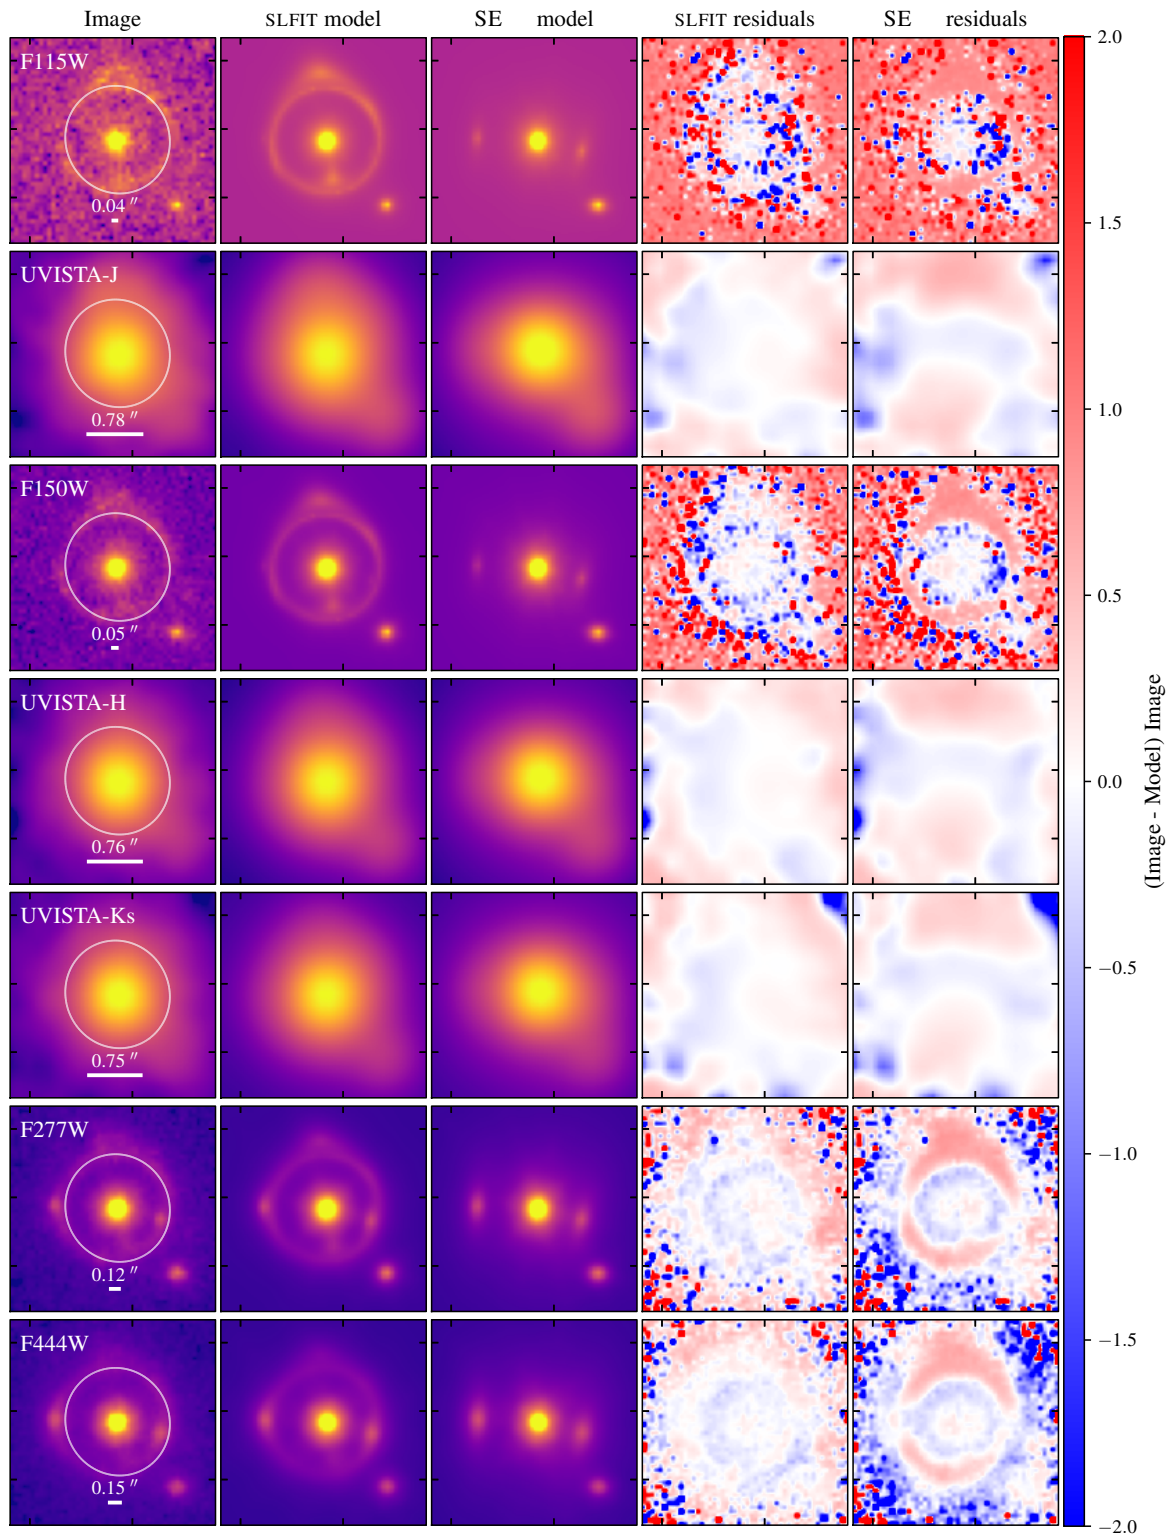 Image SLFIT model SE model SLFIT residuals SE residuals
F115W
0.04 ″
UVISTA-J
0.78 ″
F150W
0.05 ″
UVISTA-H
0.76 ″
UVISTA-Ks
0.75 ″
F277W
0.12 ″
F444W
0.15 ″
2.0
1.5
1.0
0.5
0.0
−0.5
−1.0
−1.5
−2.0
(Image - Model) Image